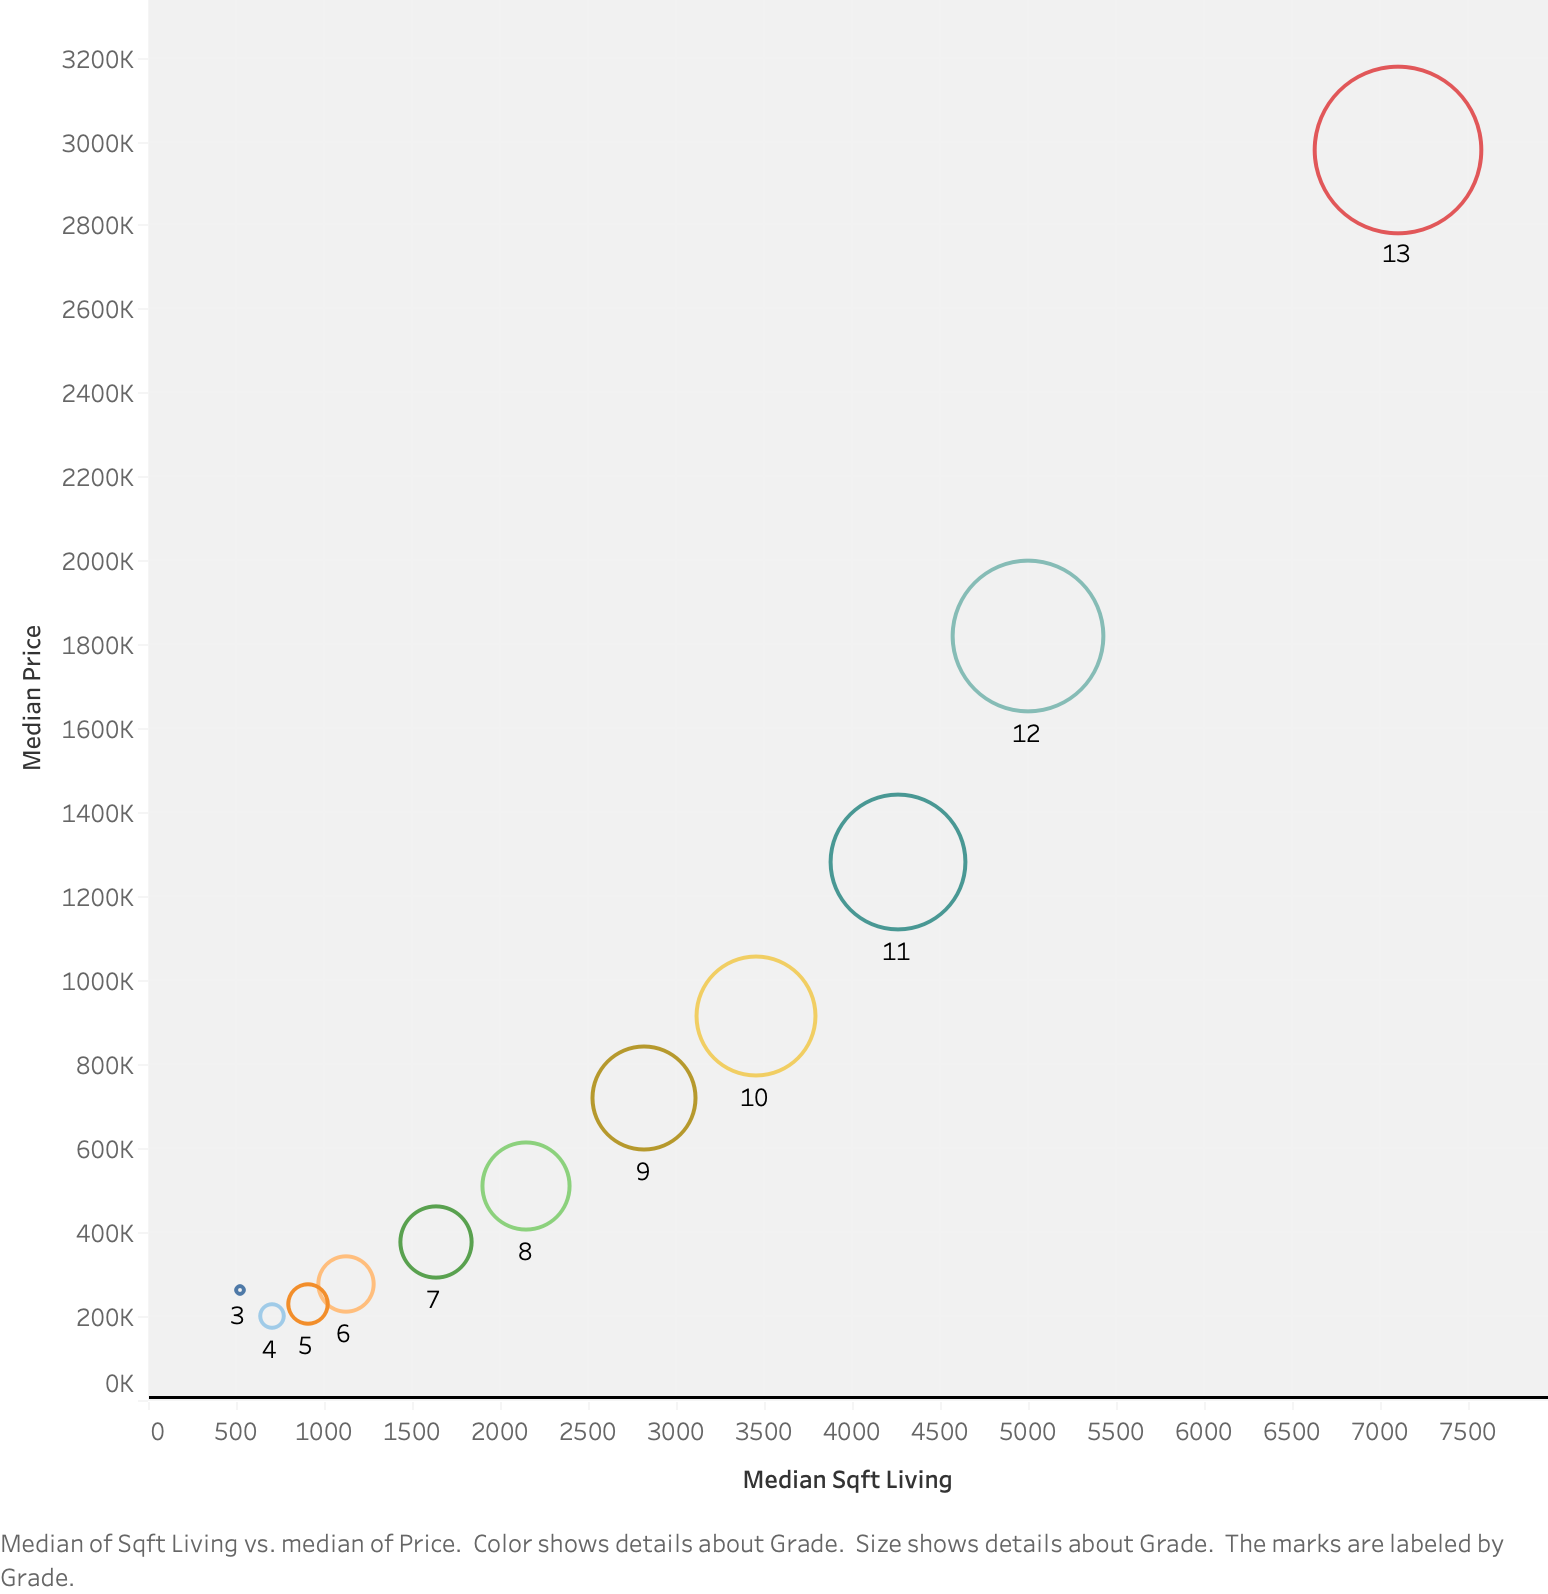 3200K
3000K
2800K
2600K
2400K
2200K
2000K
1800K
1600K
1400K
1200K
1000K
800K
600K
400K
200K
0K
Median Price
13
12
11
10
9
8
7
6
5
4
3
0 500 1000 1500 2000 2500 3000 3500 4000 4500 5000 5500 6000 6500 7000 7500
Median Sqft Living
Median of Sqft Living vs. median of Price. Color shows details about Grade. Size shows details about Grade. The marks are labeled by
Grade.